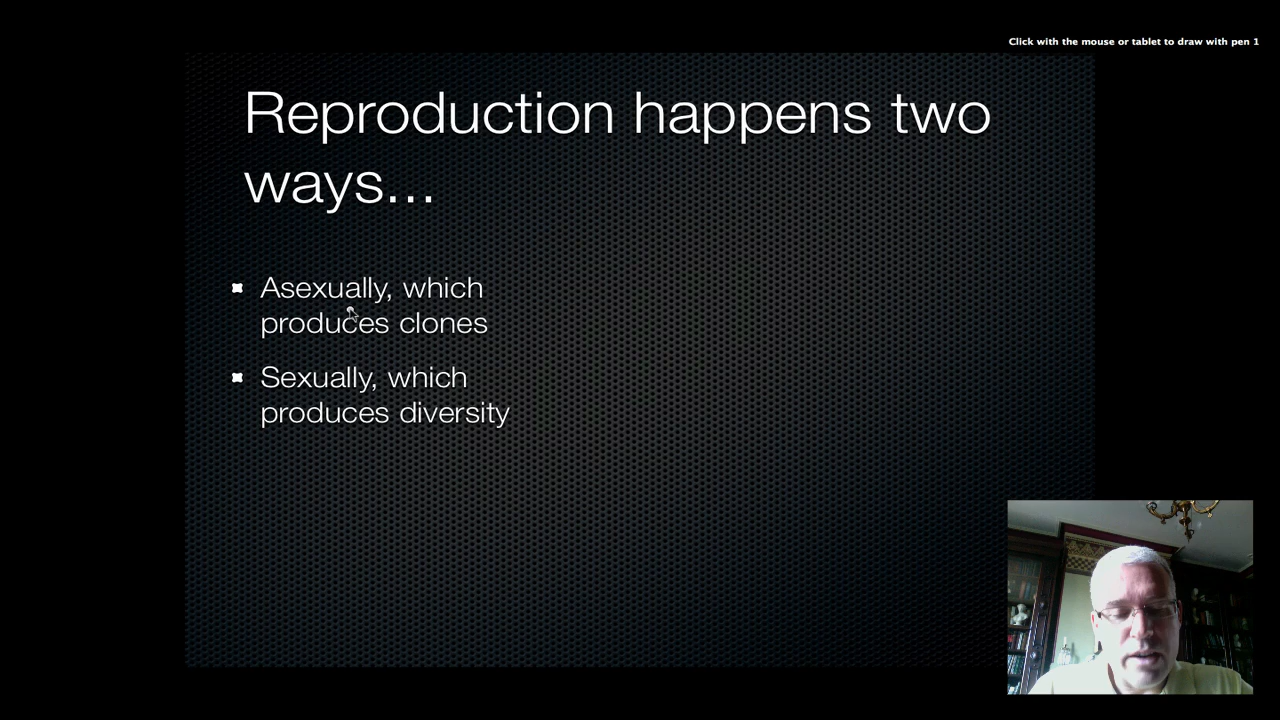 Click with the mouse or tablet to draw with pen 1
Reproduction happens two
ways...
Asexually, which
produces clones
Sexually, which
produces diversity